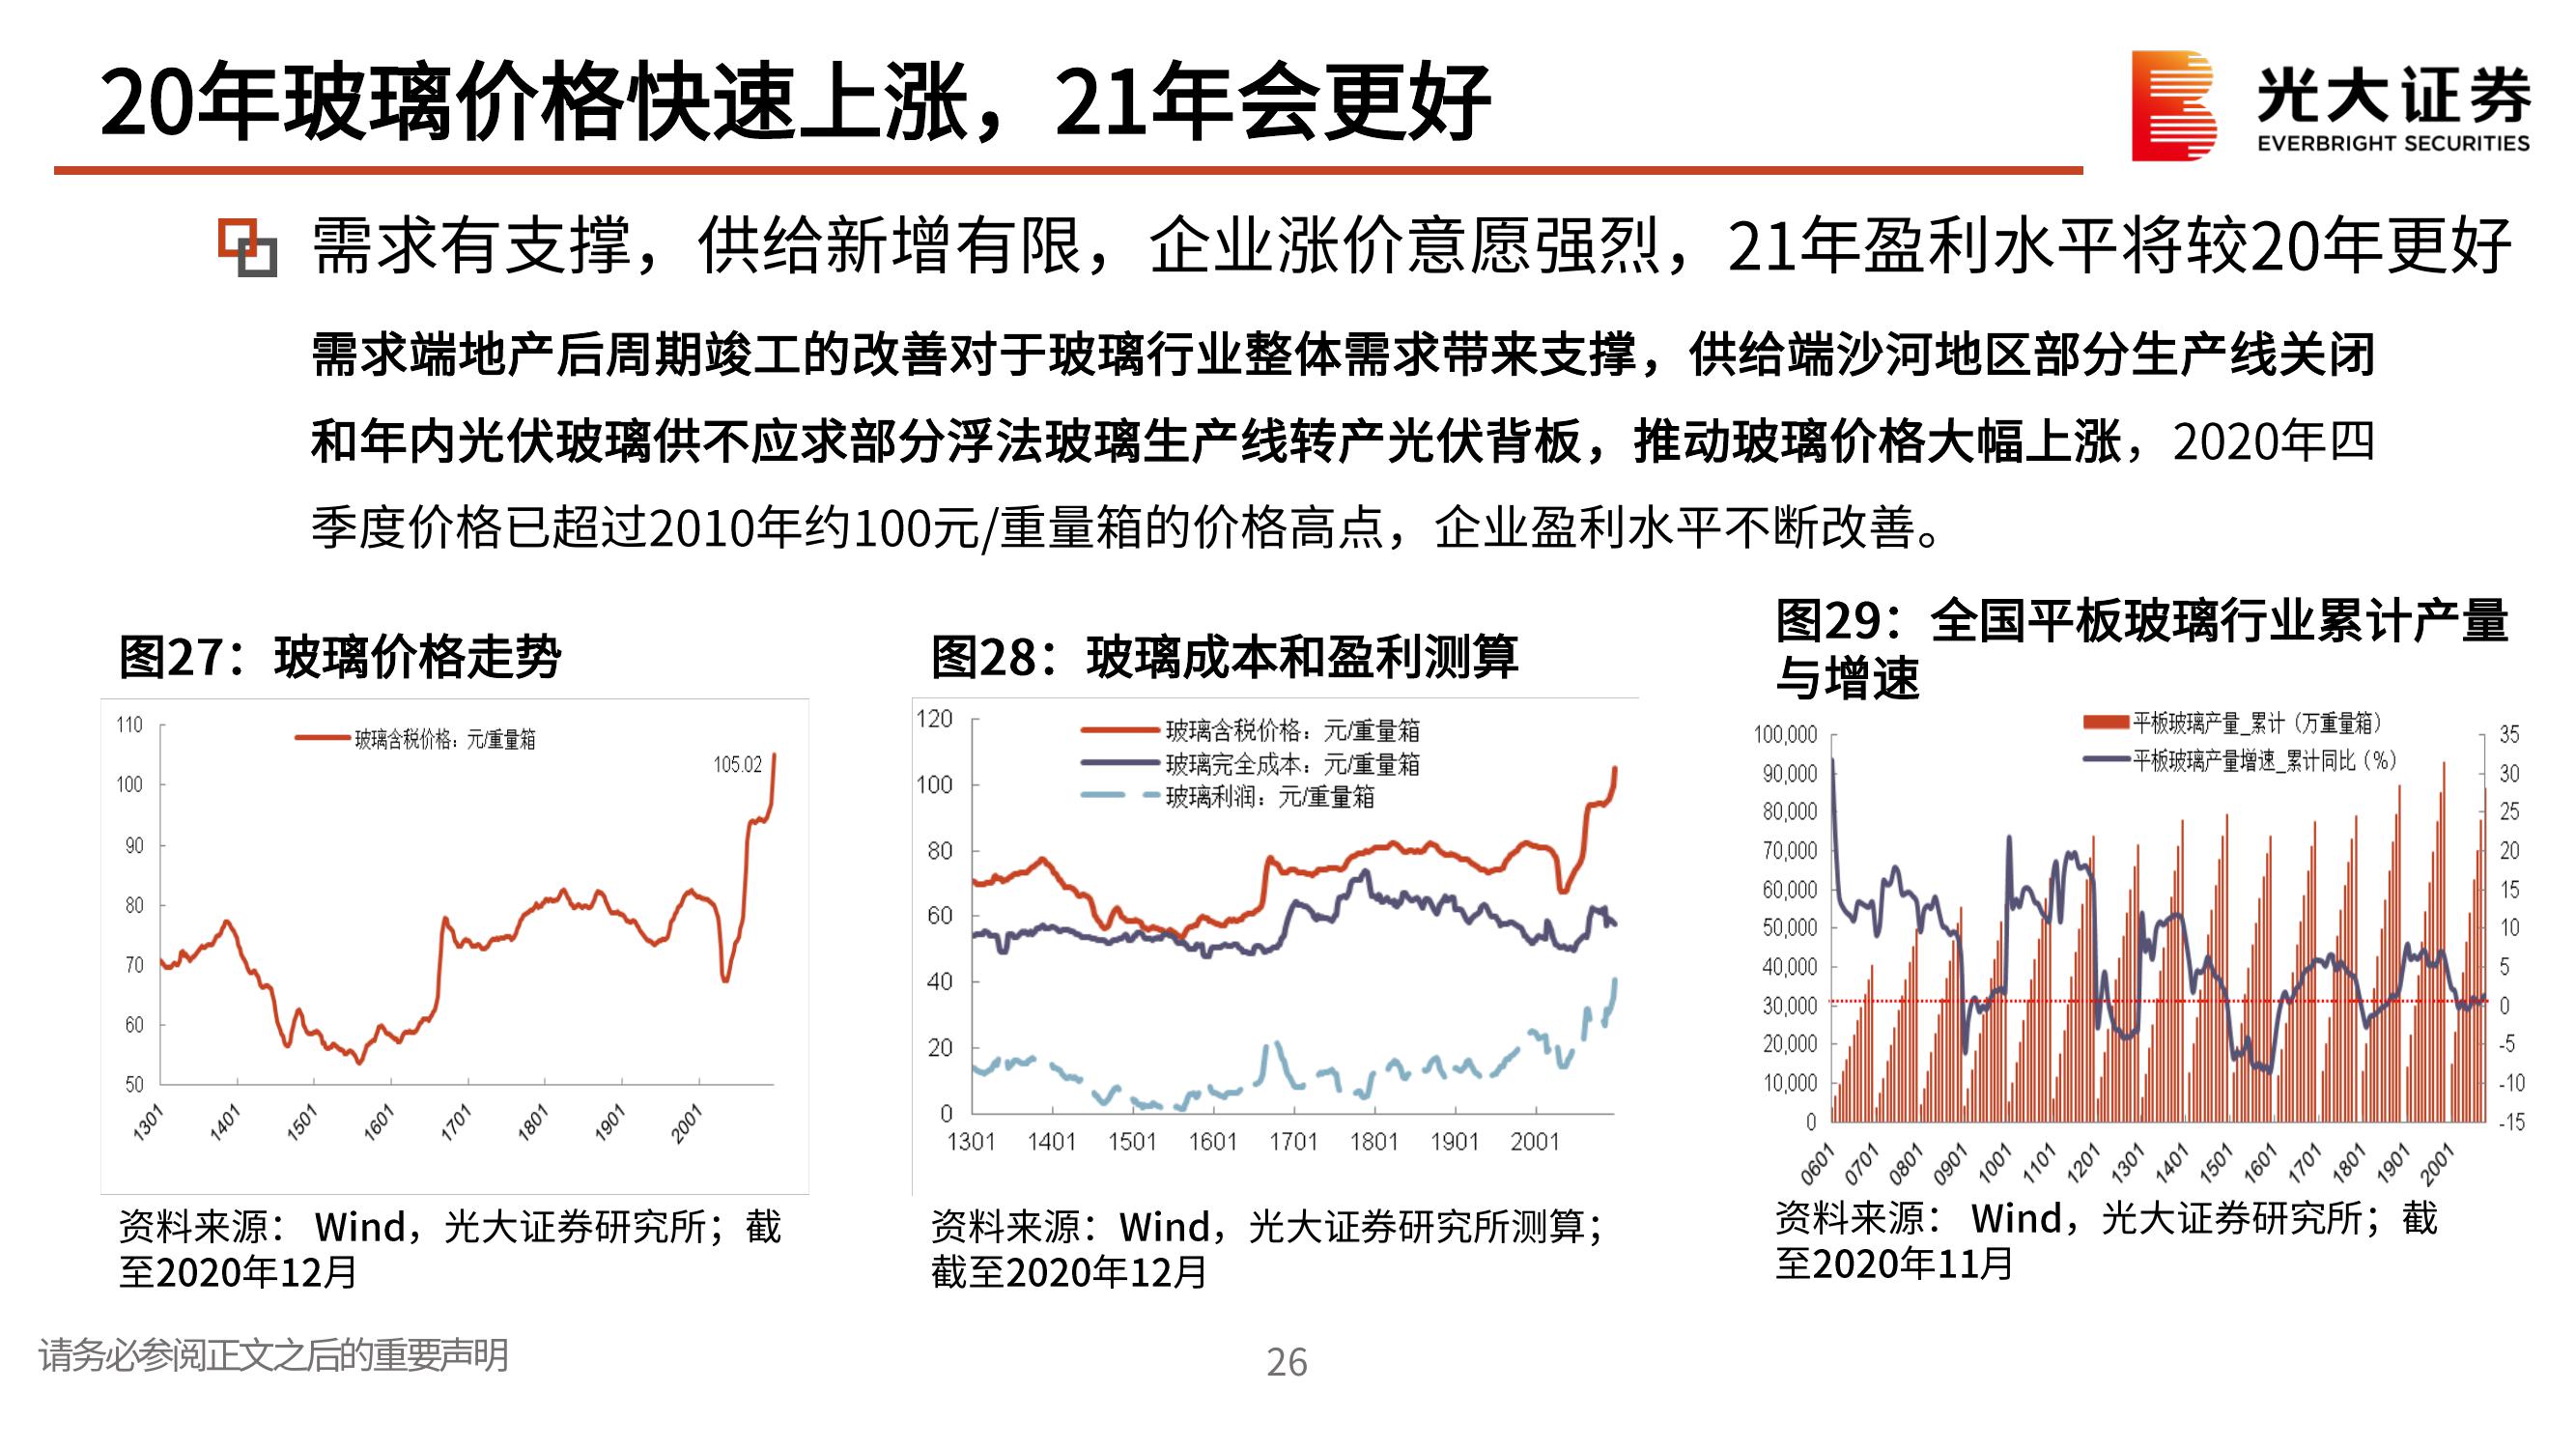 20年玻璃价格快速上涨，21年会更好
光大证券
EVERBRIGHT SECURITIES
需求有支撑，供给新增有限，企业涨价意愿强烈，21年盈利水平将较20年更好
需求端地产后周期竣工的改善对于玻璃行业整体需求带来支撑，供给端沙河地区部分生产线关闭
和年内光伏玻璃供不应求部分浮法玻璃生产线转产光伏背板，推动玻璃价格大幅上涨，2020年四
季度价格已超过2010年约100元/重量箱的价格高点，企业盈利水平不断改善。
图27：玻璃价格走势
玻璃含税价格：元/重量箱
105.02
110
100
90
80
70
60
50
1301
1401
1501
1601
1701
1801
1901
2001
资料来源： Wind，光大证券研究所；截
至2020年12月
图28：玻璃成本和盈利测算
玻璃含税价格：元/重量箱
玻璃完全成本：元/重量箱
玻璃利润：元/重量箱
120
100
80
60
40
20
0
1301
1401
1501
1601
1701
1801
1901
2001
资料来源：Wind，光大证券研究所测算；
截至2020年12月
图29：全国平板玻璃行业累计产量
与增速
平板玻璃产量_累计（万重量箱）
平板玻璃产量增速_累计同比（%）
100,000
90,000
80,000
70,000
60,000
50,000
40,000
30,000
20,000
10,000
0
35
30
25
20
15
10
5
0
-5
-10
-15
0601
0701
0801
0901
1001
1101
1201
1301
1401
1501
1601
1701
1801
1901
2001
资料来源： Wind，光大证券研究所；截
至2020年11月
请务必参阅正文之后的重要声明
26